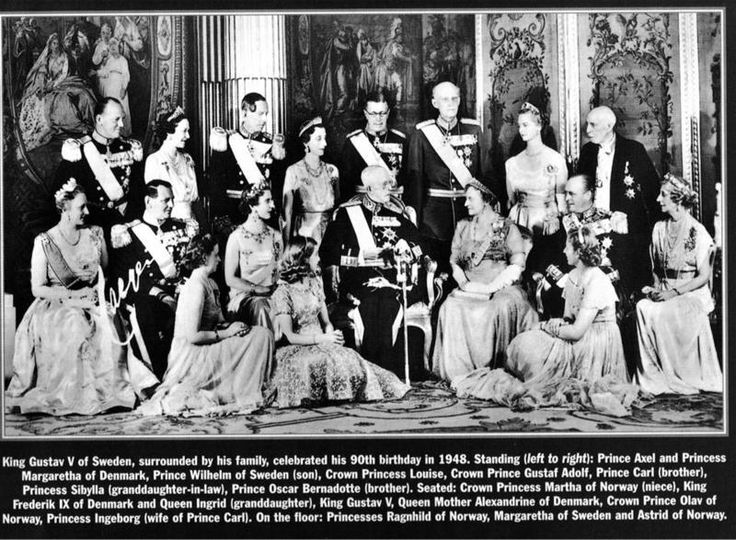 King Gustav V of Sweden, surrounded by his family, celebrated his 90th birthday in 1948. Standing (left to right): Prince Axel and Princess
Margaretha of Denmark, Prince Wilhelm of Sweden (son), Crown Princess Louise, Crown Prince Gustaf Adolf, Prince Carl (brother),
Princess Sibylla (granddaughter-in-law), Prince Oscar Bernadotte (brother). Seated: Crown Princess Martha of Norway (niece), King
Frederik IX of Denmark and Queen Ingrid (granddaughter), King Gustav V, Queen Mother Alexandrine of Denmark, Crown Prince Olav of
Norway, Princess Ingeborg (wife of Prince Carl). On the floor: Princesses Ragnhild of Norway, Margaretha of Sweden and Astrid of Norway.